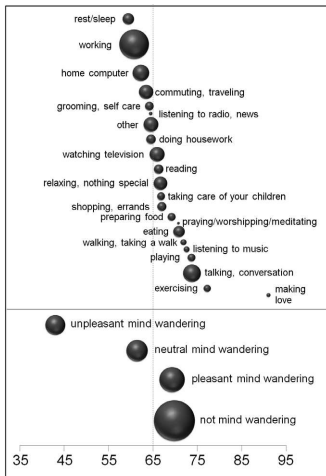 rest/sleep
working
home computer
commuting, traveling
grooming, self care
listening to radio, news
other
doing housework
watching television
reading
relaxing, nothing special
taking care of your children
shopping, errands
preparing food
praying/worshipping/meditating
eating
walking, taking a walk
listening to music
playing
talking, conversation
exercising
making
love
unpleasant mind wandering
neutral mind wandering
pleasant mind wandering
not mind wandering
35 45 55 65 75 85 95